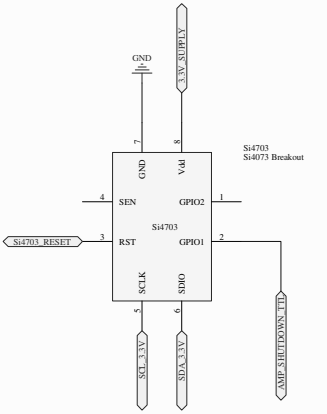 3.3V_SUPPLY
GND
7
8
GND
Vdd
Si4703
Si4073 Breakout
4
SEN
GPIO2
1
Si4703
Si4703_RESET
3
RST
GPIO1
2
SCLK
SDIO
5
6
SCL_3.3V
SDA_3.3V
AMP_SHUTDOWN_TTL